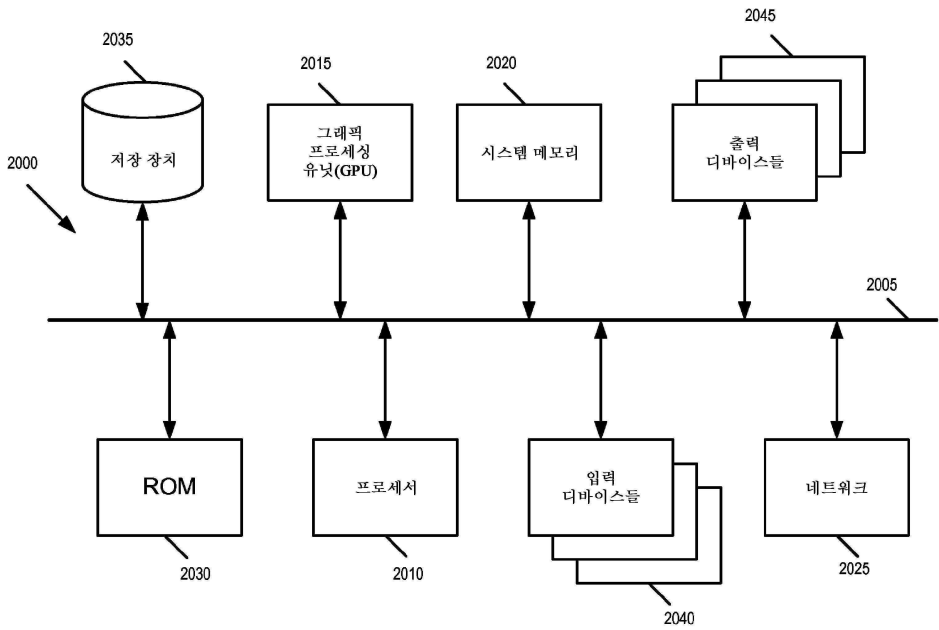 2035
2015
2020
2045
2000
저장 장치
그래픽
프로세싱
유닛(GPU)
시스템 메모리
출력
디바이스들
2005
ROM
프로세서
입력
디바이스들
네트워크
2030
2010
2040
2025